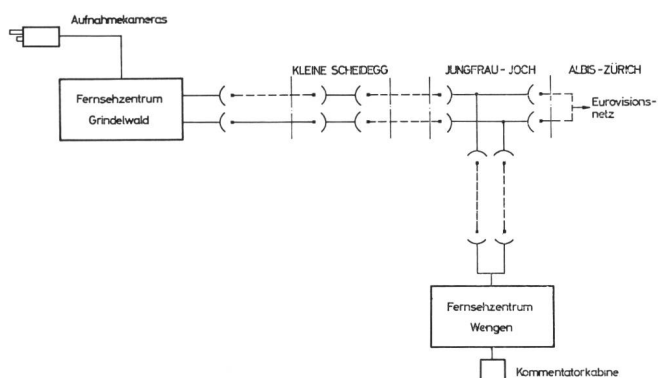 Aufnahmekameras
KLEINE SCHEIDEGG
JUNGFRAU-JOCH
ALBIS-ZÜRICH
Fernsehzentrum
Grindelwald
Eurovisions-
netz
Fernsehzentrum
Wengen
Kommentatorkabine